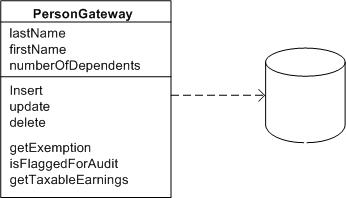 PersonGateway
lastName
firstName
numberOfDependents
Insert
update
delete
getExemption
isFlaggedForAudit
getTaxableEarnings